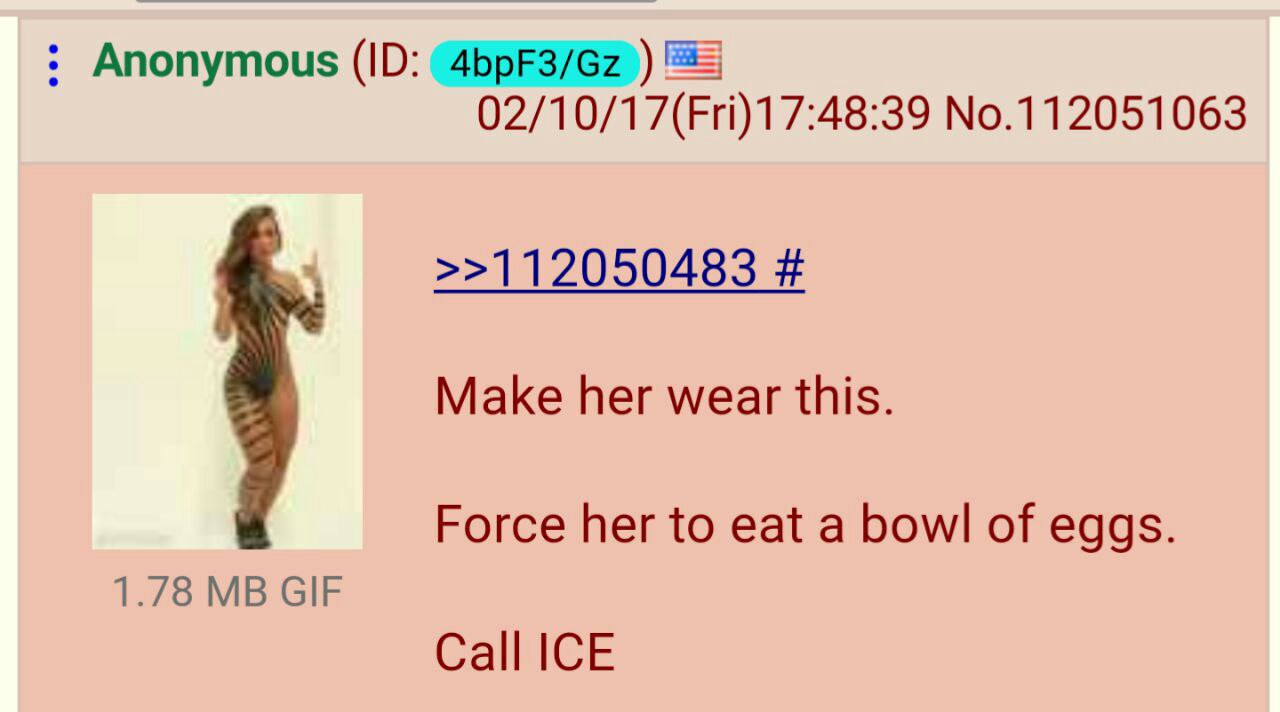 Anonymous (ID: 4bpF3/Gz)
02/10/17(Fri)17:48:39 No.112051063
>>112050483 #
Make her wear this.
Force her to eat a bowl of eggs.
1.78 MB GIF
Call ICE